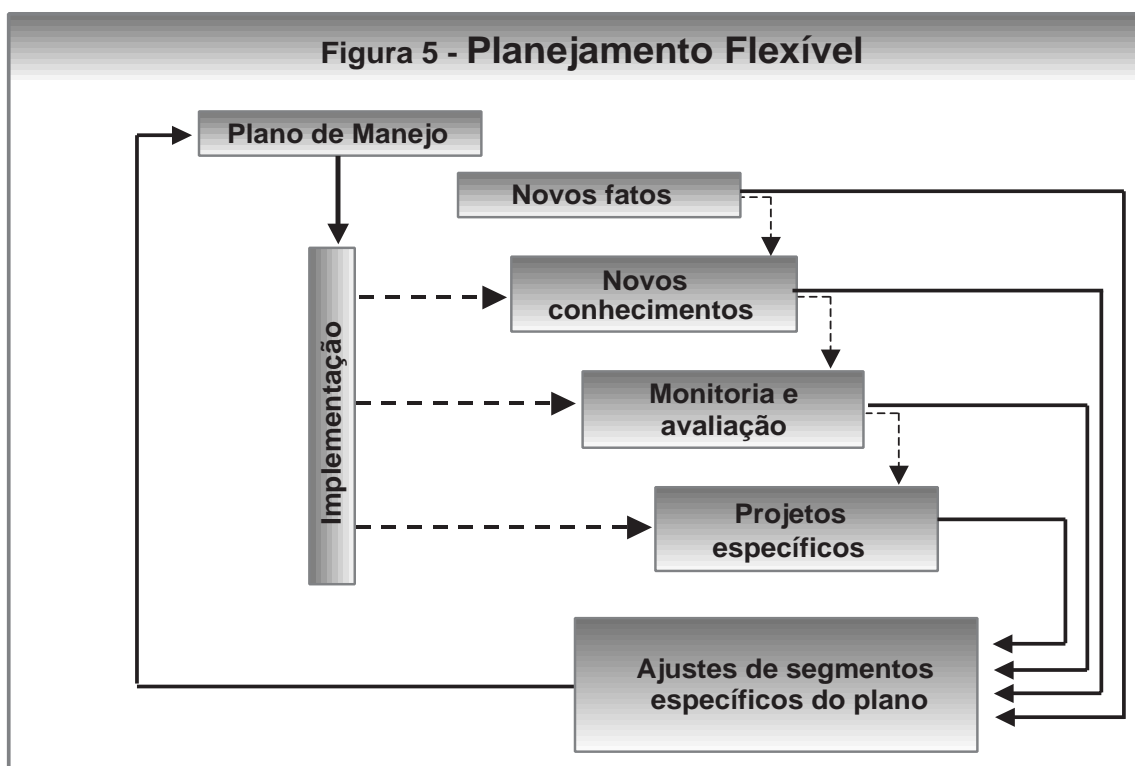 Figura 5 - Planejamento Flexível
Plano de Manejo
Novos fatos
Novos
conhecimentos
Implementação
Monitoria e
avaliação
Projetos
específicos
Ajustes de segmentos
específicos do plano